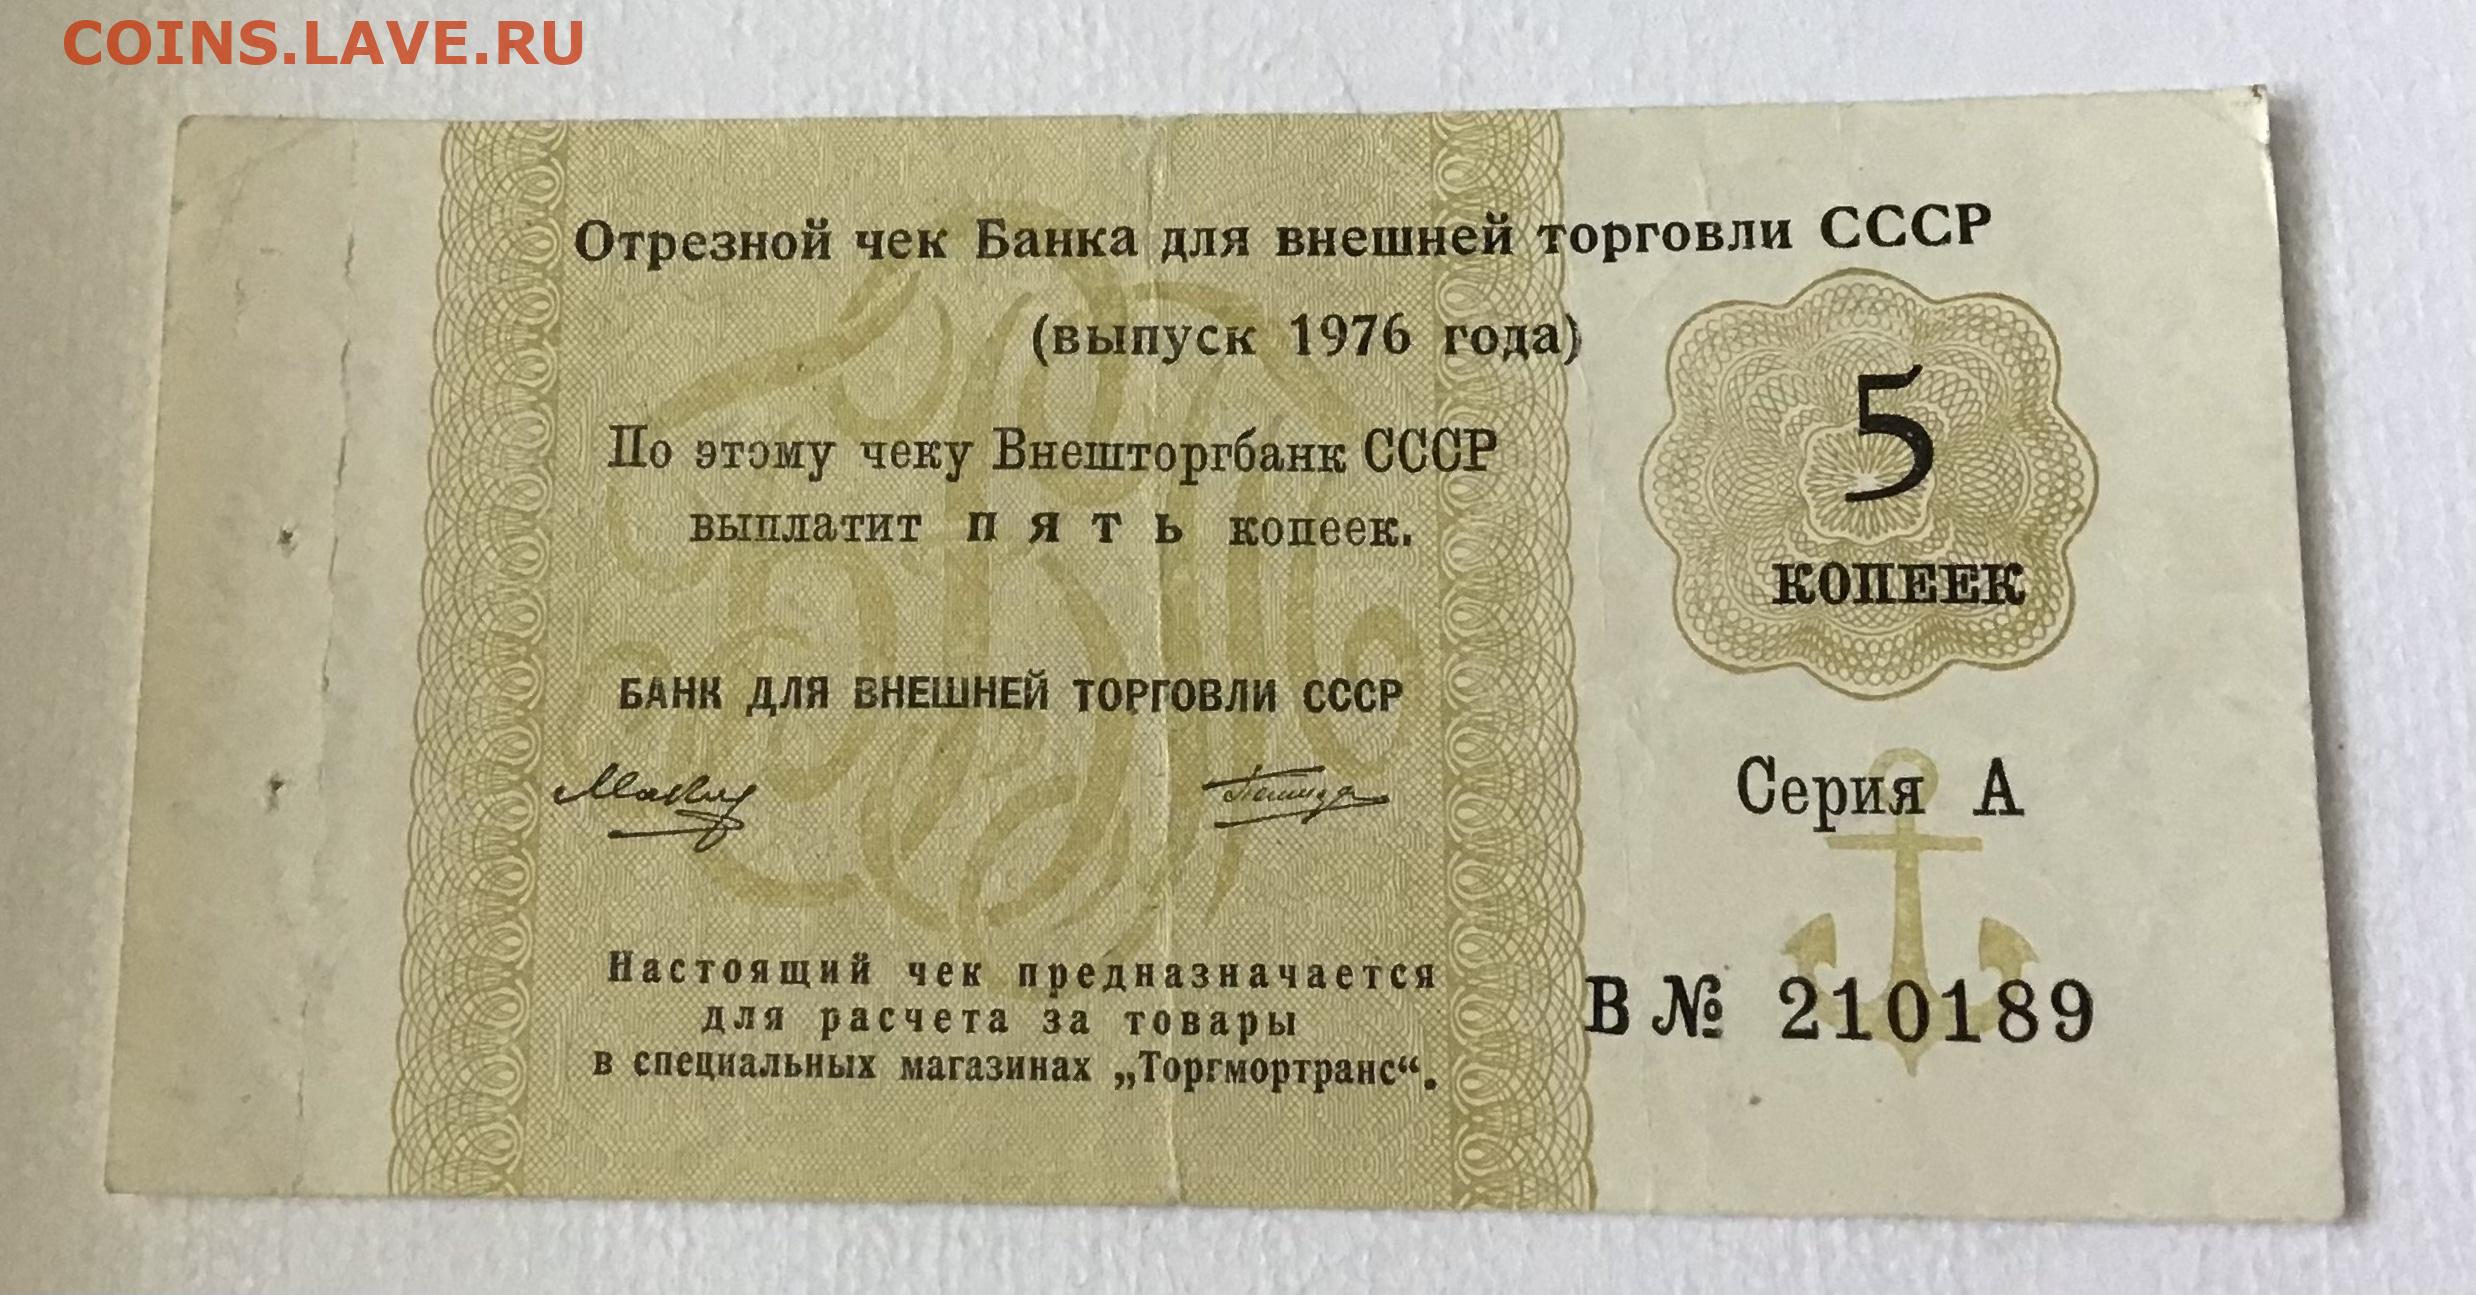 COINS.LAVE.RU
Отрезной чек Банка для внешней торговли СССР
(выпуск 1976 года)
По этому чеку Внешторгбанк СССР
выплатит пять копеек.
5
КОПЕЕК
БАНК ДЛЯ ВНЕШНЕЙ ТОРГОВЛИ СССР
Серия А
Настоящий чек предназначается
для расчета за товары
в специальных магазинах „Торгмортранс“.
В № 210189